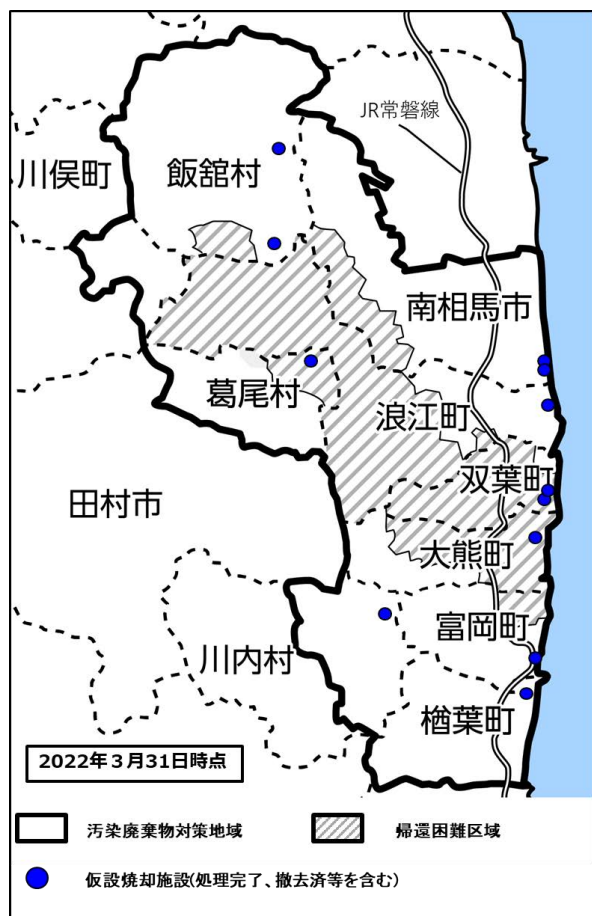 JR常磐線
川俣町
飯舘村
南相馬市
葛尾村
浪江町
双葉町
田村市
大熊町
富岡町
川内村
楢葉町
2022年3月31日時点
汚染廃棄物対策地域
帰還困難区域
仮設焼却施設(処理完了、撤去済等を含む)